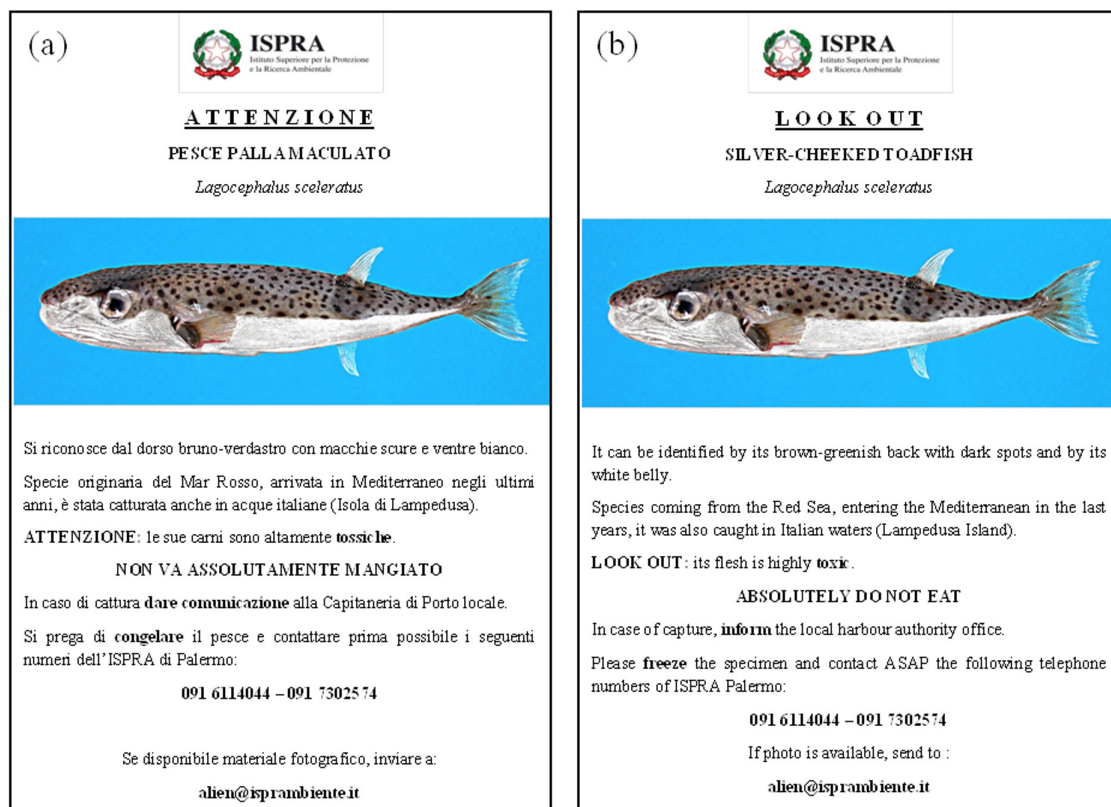 (a)
ISPRA
Istituto Superiore per la Protezione
e la Ricerca Ambientale
ATTENZIONE
PESCE PALLA MACULATO
Lagocephalus sceleratus
Si riconosce dal dorso bruno-verdastro con macchie scure e ventre bianco.
Specie originaria del Mar Rosso, arrivata in Mediterraneo negli ultimi
anni, è stata catturata anche in acque italiane (Isola di Lampedusa).
ATTENZIONE: le sue carni sono altamente tossiche.
NON VA ASSOLUTAMENTE MANGIATO
In caso di cattura dare comunicazione alla Capitaneria di Porto locale.
Si prega di congelare il pesce e contattare prima possibile i seguenti
numeri dell'ISPRA di Palermo:
091 6114044 – 091 7302574
Se disponibile materiale fotografico, inviare a:
alien@isprambiente.it
(b)
ISPRA
Istituto Superiore per la Protezione
e la Ricerca Ambientale
LOOK OUT
SILVER-CHEEKED TOADFISH
Lagocephalus sceleratus
It can be identified by its brown-greenish back with dark spots and by its
white belly.
Species coming from the Red Sea, entering the Mediterranean in the last
years, it was also caught in Italian waters (Lampedusa Island).
LOOK OUT: its flesh is highly toxic.
ABSOLUTELY DO NOT EAT
In case of capture, inform the local harbour authority office.
Please freeze the specimen and contact ASAP the following telephone
numbers of ISPRA Palermo:
091 6114044 – 091 7302574
If photo is available, send to :
alien@isprambiente.it